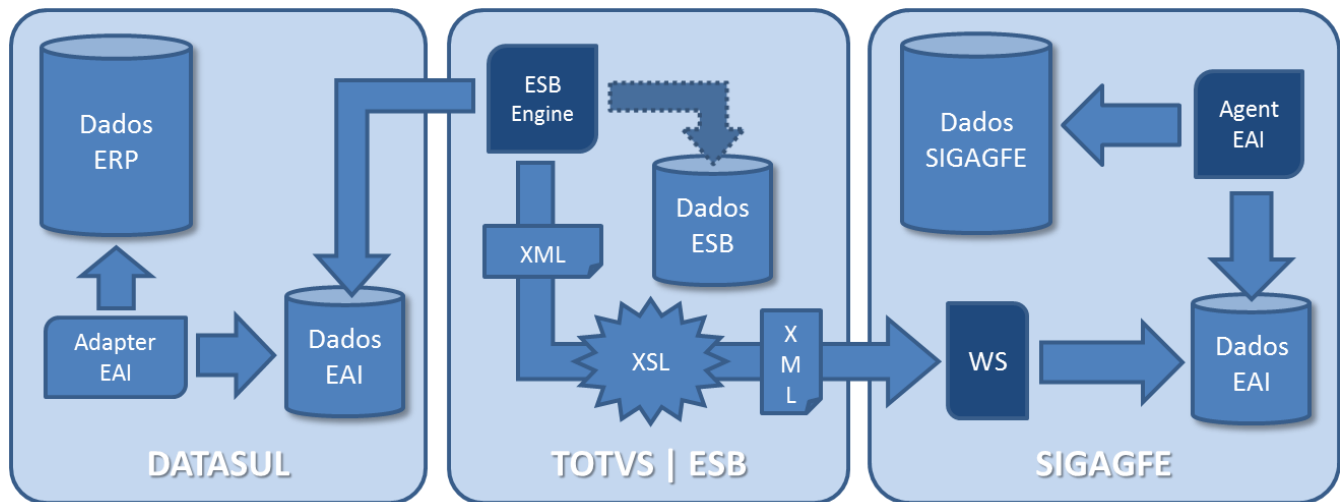 Dados
ERP
Adapter
EAI
Dados
EAI
DATASUL
ESB
Engine
Dados
ESB
XML
XSL
X
M
L
TOTVS | ESB
Dados
SIGAGFE
Agent
EAI
WS
Dados
EAI
SIGAGFE